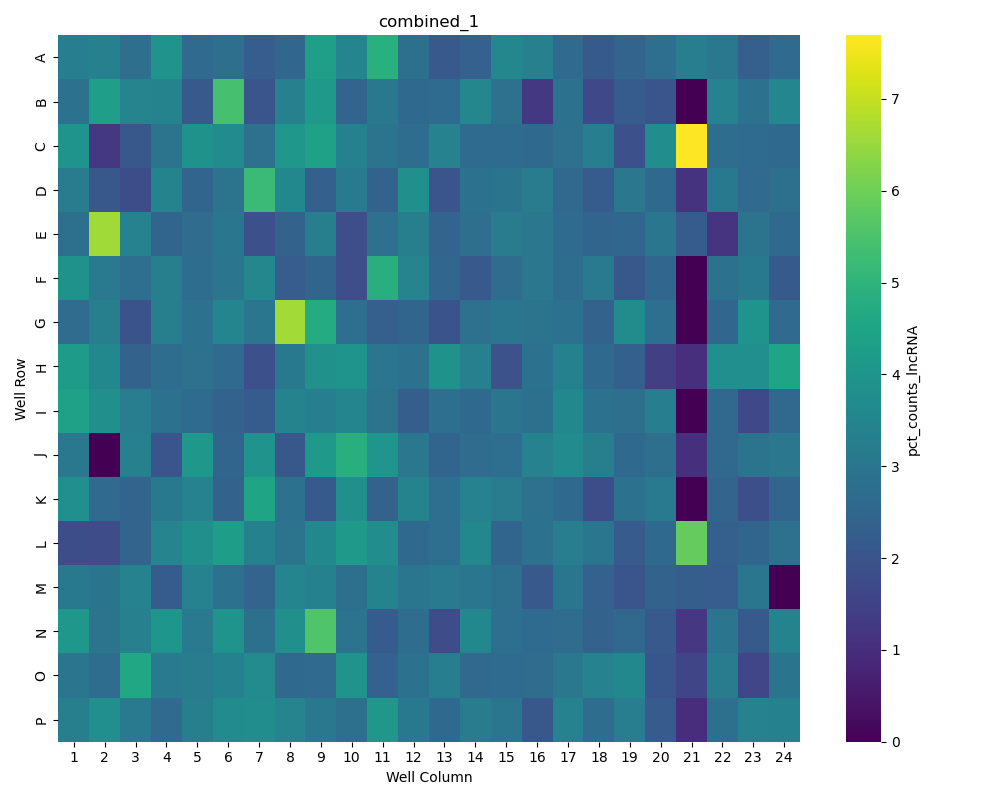 combined_1
A
B
C
D
E
F
G
H
I
J
K
L
M
N
O
P
Well Row
1 2 3 4 5 6 7 8 9 10 11 12 13 14 15 16 17 18 19 20 21 22 23 24
Well Column
7
6
5
4
3
2
1
0
pct_counts_lncRNA